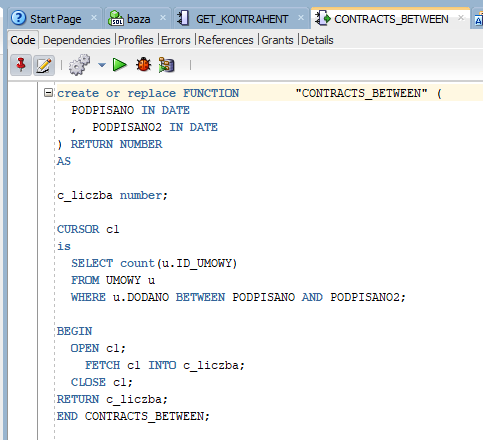 Start Page baza GET_KONTRAHENT CONTRACTS_BETWEEN
Code Dependencies Profiles Errors References Grants Details
create or replace FUNCTION "CONTRACTS_BETWEEN" (
PODPISANO IN DATE
, PODPISANO2 IN DATE
) RETURN NUMBER
AS
c_liczba number;
CURSOR c1
is
SELECT count(u.ID_UMOWY)
FROM UMOWY u
WHERE u.DODANO BETWEEN PODPISANO AND PODPISANO2;
BEGIN
OPEN c1;
FETCH c1 INTO c_liczba;
CLOSE c1;
RETURN c_liczba;
END CONTRACTS_BETWEEN;